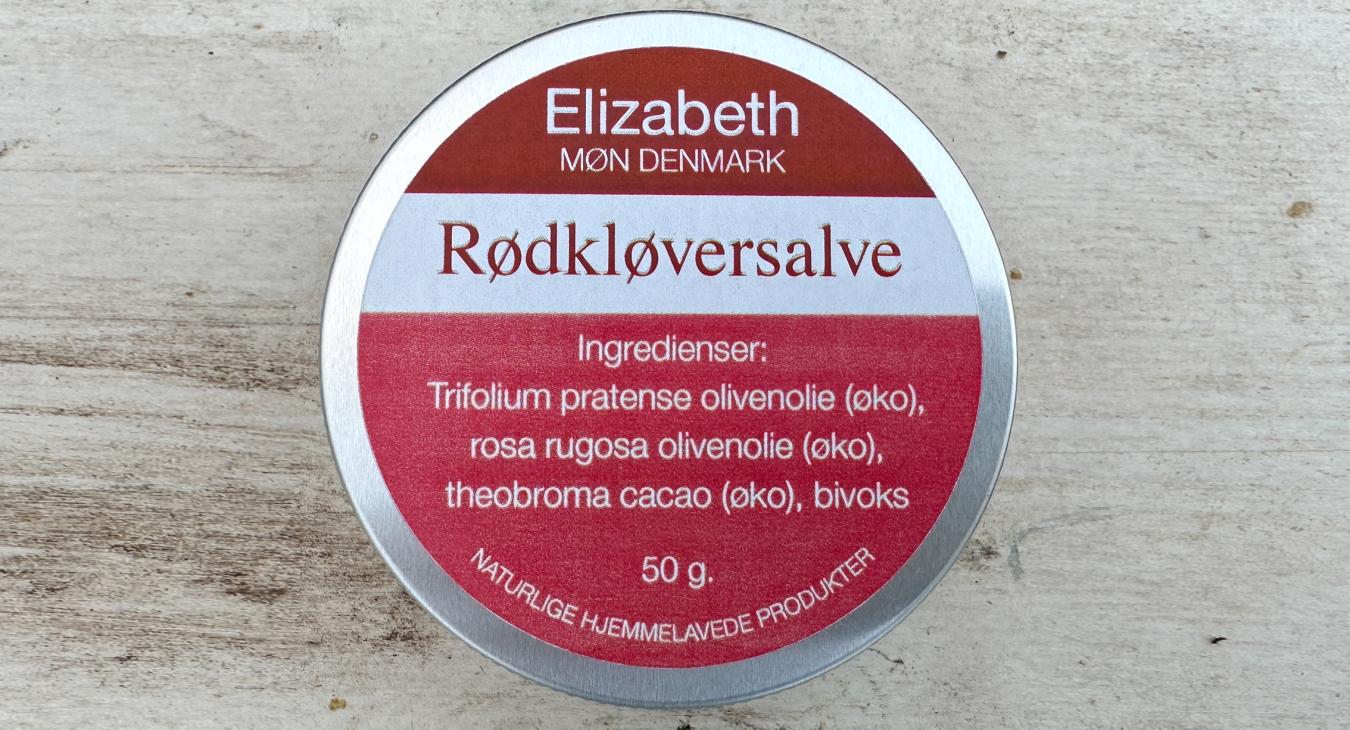 Elizabeth
MØN DENMARK
Rødkløversalve
Ingredienser:
Trifolium pratense olivenolie (øko),
rosa rugosa olivenolie (øko),
theobroma cacao (øko), bivoks
50 g.
NATURLIGE HJEMMELAVEDE PRODUKTER